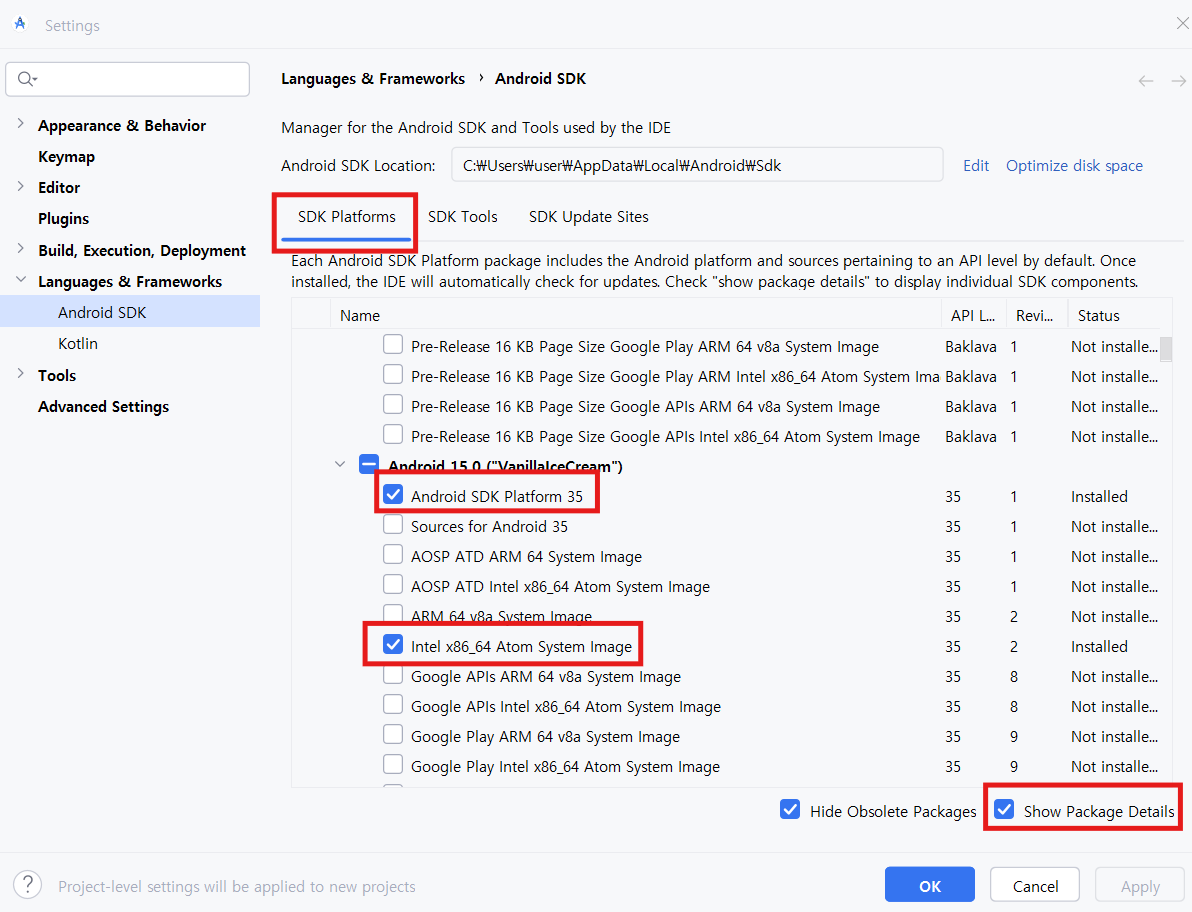 Settings
Languages & Frameworks › Android SDK
Appearance & Behavior
Keymap
Editor
Plugins
Build, Execution, Deployment
Languages & Frameworks
Android SDK
Kotlin
Tools
Advanced Settings
Manager for the Android SDK and Tools used by the IDE
Android SDK Location: C:₩Users₩user₩AppData₩Local₩Android₩Sdk Edit Optimize disk space
SDK Platforms SDK Tools SDK Update Sites
Each Android SDK Platform package includes the Android platform and sources pertaining to an API level by default. Once
installed, the IDE will automatically check for updates. Check "show package details" to display individual SDK components.
Name API L... Revi... Status
Pre-Release 16 KB Page Size Google Play ARM 64 v8a System Image Baklava 1 Not installe...
Pre-Release 16 KB Page Size Google Play ARM Intel x86_64 Atom System Ima Baklava 1 Not installe...
Pre-Release 16 KB Page Size Google APIs ARM 64 v8a System Image Baklava 1 Not installe...
Pre-Release 16 KB Page Size Google APIs Intel x86_64 Atom System Image Baklava 1 Not installe...
Android 15.0 ("VanillaIceCream")
Android SDK Platform 35 35 1 Installed
Sources for Android 35 35 1 Not installe...
AOSP ATD ARM 64 System Image 35 1 Not installe...
AOSP ATD Intel x86_64 Atom System Image 35 1 Not installe...
ARM 64 v8a System Image 35 2 Not installe...
Intel x86_64 Atom System Image 35 2 Installed
Google APIs ARM 64 v8a System Image 35 8 Not installe...
Google APIs Intel x86_64 Atom System Image 35 8 Not installe...
Google Play ARM 64 v8a System Image 35 9 Not installe...
Google Play Intel x86_64 Atom System Image 35 9 Not installe...
Hide Obsolete Packages Show Package Details
? Project-level settings will be applied to new projects
OK Cancel Apply